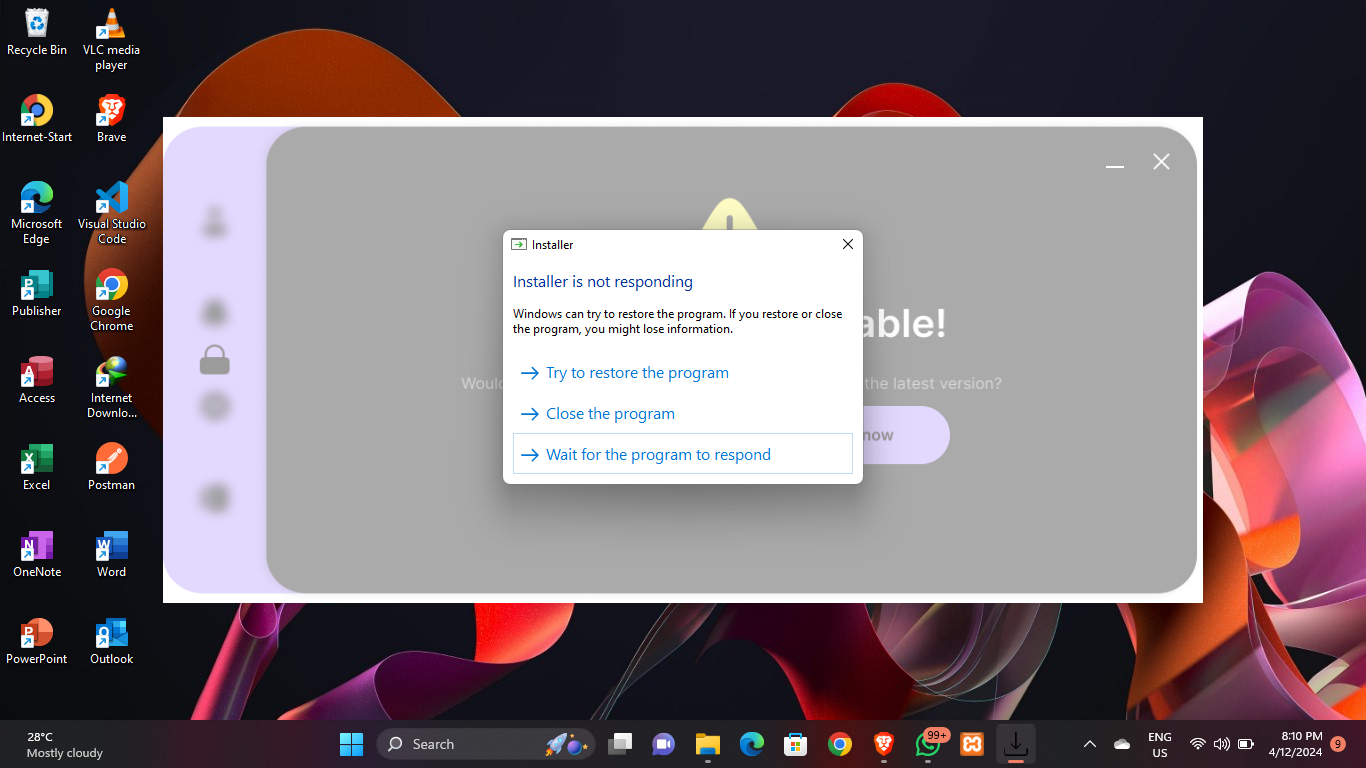 Recycle Bin
VLC media
player
Internet-Start
Brave
Microsoft
Edge
Visual Studio
Code
Publisher
Google
Chrome
Access
Internet
Downlo...
Excel
Postman
OneNote
Word
PowerPoint
Outlook
Installer
Installer is not responding
Windows can try to restore the program. If you restore or close
the program, you might lose information.
Try to restore the program
Close the program
Wait for the program to respond
able!
the latest version?
now
28°C
Mostly cloudy
Search
99+
ENG
US
8:10 PM
4/12/2024
9